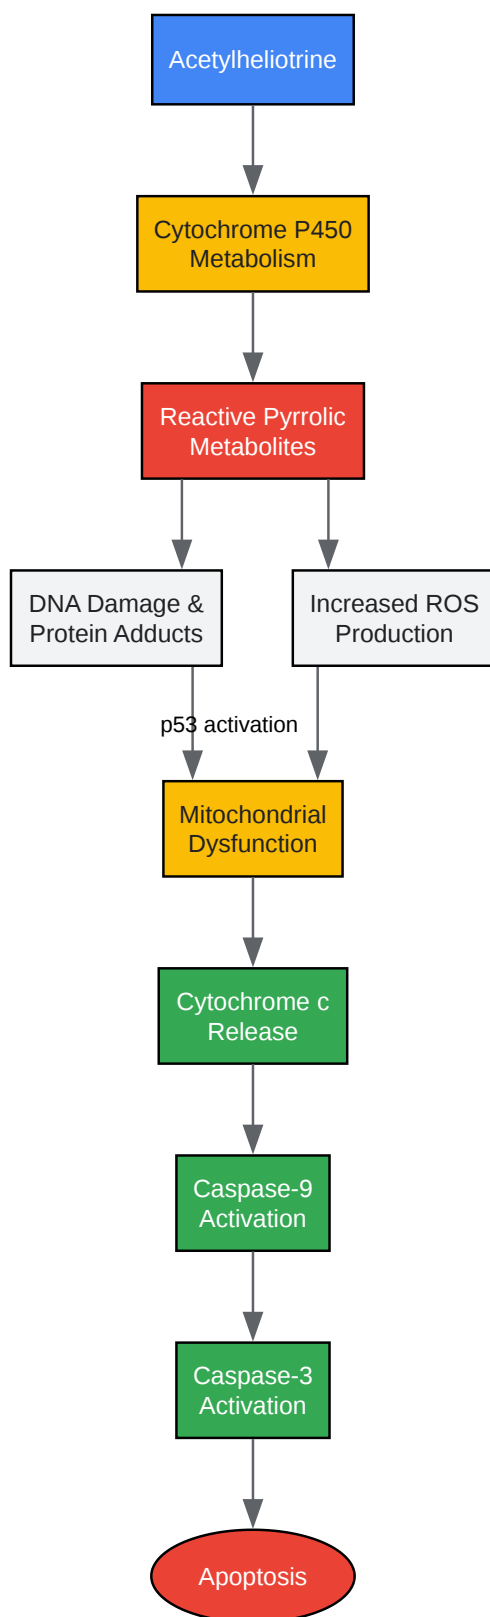 Acetylheliotrine
Cytochrome P450
Metabolism
Reactive Pyrrolic
Metabolites
DNA Damage &
Protein Adducts
Increased ROS
Production
p53 activation
Mitochondrial
Dysfunction
Cytochrome c
Release
Caspase-9
Activation
Caspase-3
Activation
Apoptosis